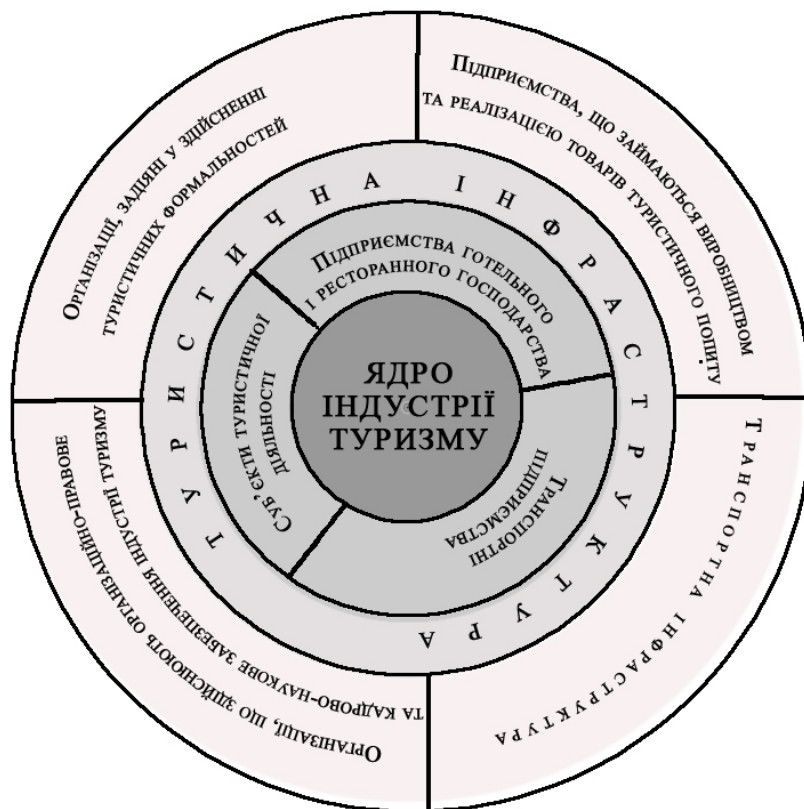 Організації, задіяні у здійсненні
туристичних формальностей
Підприємства, що займаються виробництвом
та реалізацією товарів туристичного попиту
ТУРИСТИЧНА ІНФРАСТРУКТУРА
Підприємства готельного
і ресторанного господарства
Суб'єкти туристичної
діяльності
ЯДРО
ІНДУСТРІЇ
ТУРИЗМУ
Транспортні
підприємства
Транспортна інфраструктура
Організації, що здійснюють організаційно-правове
та кадрово-наукове забезпечення індустрії туризму